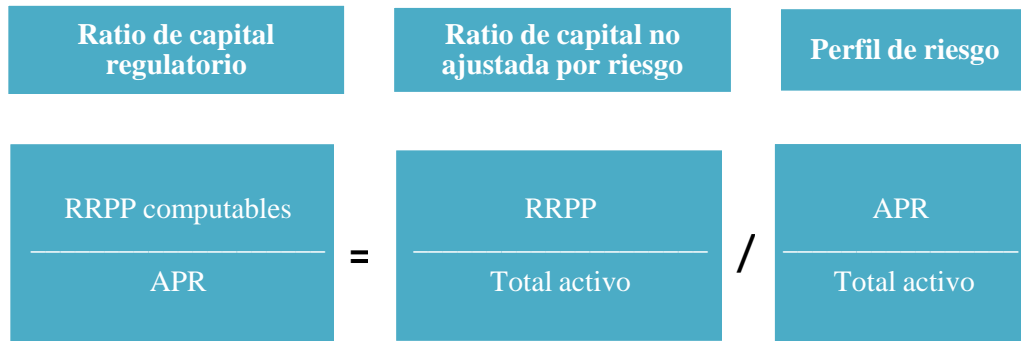 Ratio de capital
regulatorio
Ratio de capital no
ajustada por riesgo
Perfil de riesgo
RRPP computables
APR
=
RRPP
Total activo
/
APR
Total activo